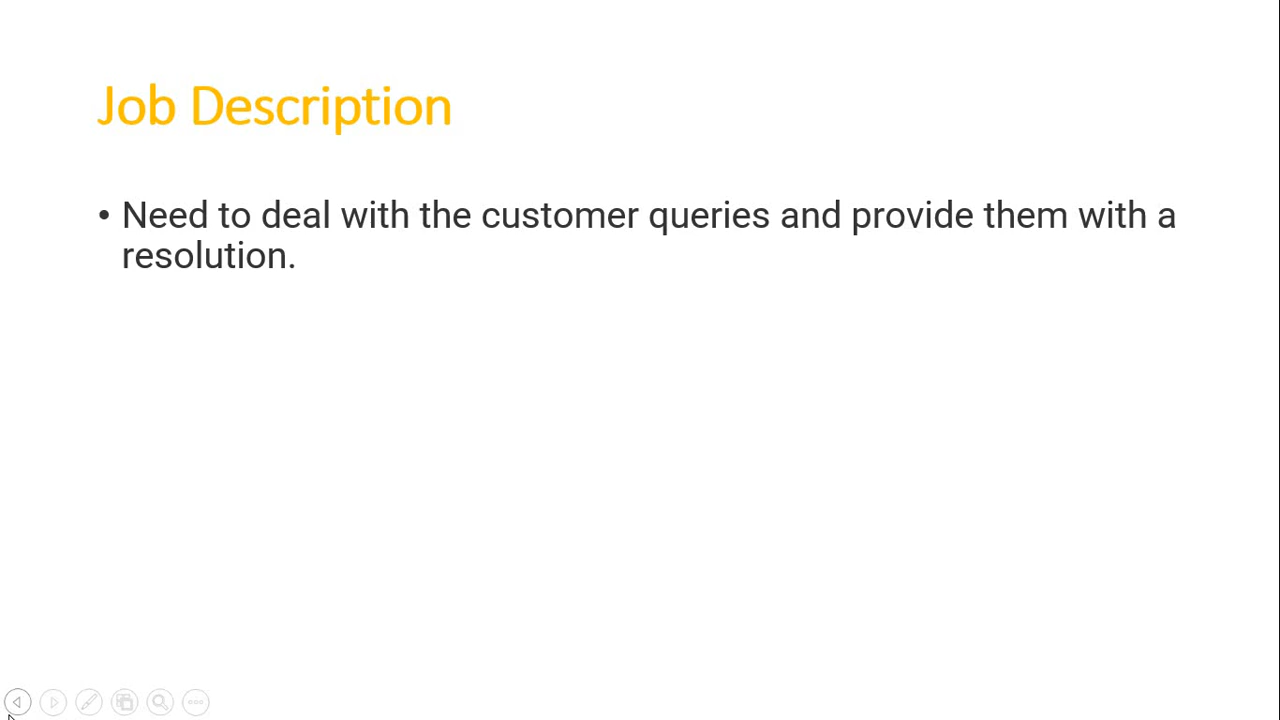 Job Description
• Need to deal with the customer queries and provide them with a
resolution.